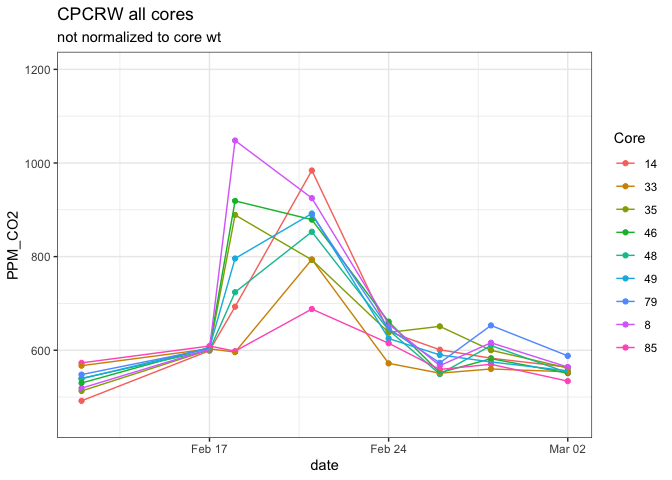 CPCRW all cores
not normalized to core wt
1200
1000
800
600
PPM_CO2
Feb 17
Feb 24
Mar 02
date
Core
14
33
35
46
48
49
79
8
85